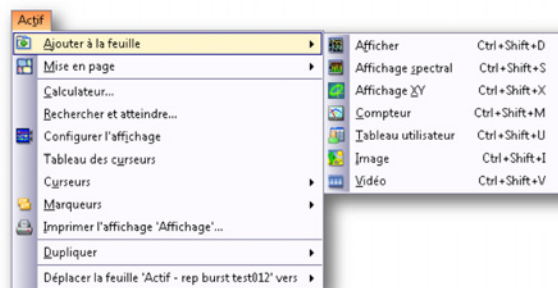 Actif
Ajouter à la feuille
Mise en page
Calculateur...
Rechercher et atteindre...
Configurer l'affichage
Tableau des curseurs
Curseurs
Marqueurs
Imprimer l'affichage 'Affichage'...
Dupliquer
Déplacer la feuille 'Actif - rep burst test012' vers
Afficher Ctrl+Shift+D
Affichage spectral Ctrl+Shift+S
Affichage XY Ctrl+Shift+X
Compteur Ctrl+Shift+M
Tableau utilisateur Ctrl+Shift+U
Image Ctrl+Shift+I
Vidéo Ctrl+Shift+V